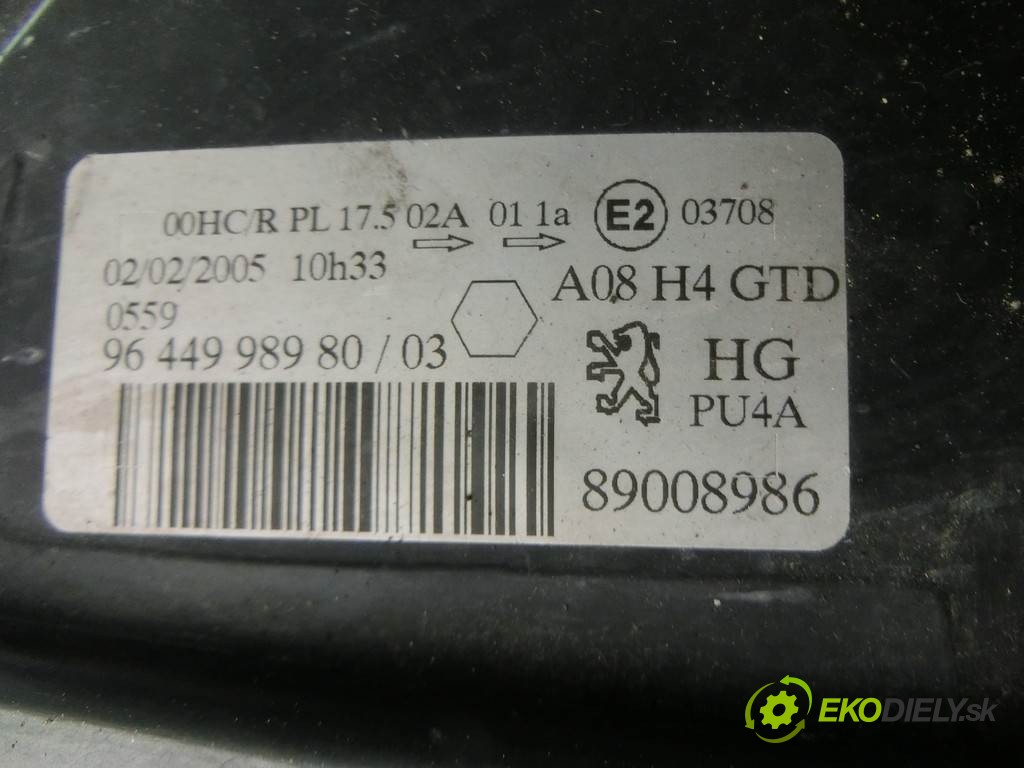 00HC/R PL 17.5 02A 01 1a E2 03708
02/02/2005 10h33
A08 H4 GTD
0559
96 449 989 80 / 03
HG
PU4A
89008986
EKODIELY.sk